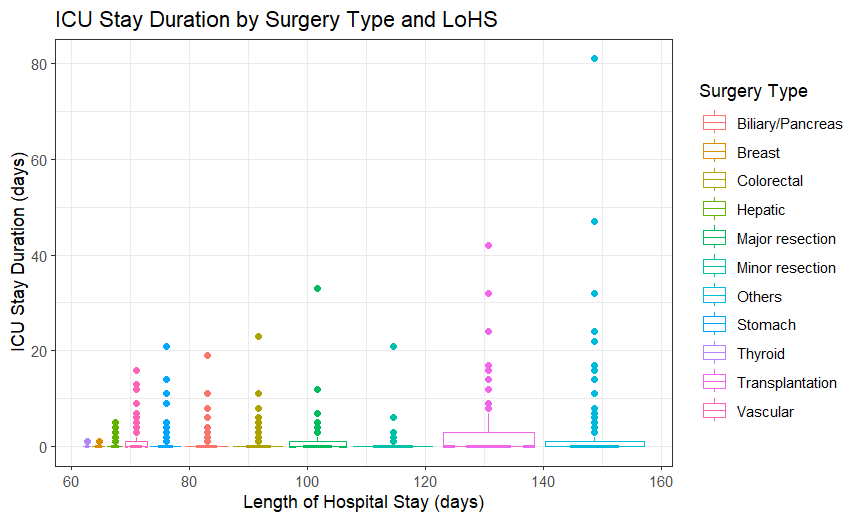 ICU Stay Duration by Surgery Type and LoHS
ICU Stay Duration (days)
80
60
40
20
0
60 80 100 120 140 160
Length of Hospital Stay (days)
Surgery Type
Biliary/Pancreas
Breast
Colorectal
Hepatic
Major resection
Minor resection
Others
Stomach
Thyroid
Transplantation
Vascular